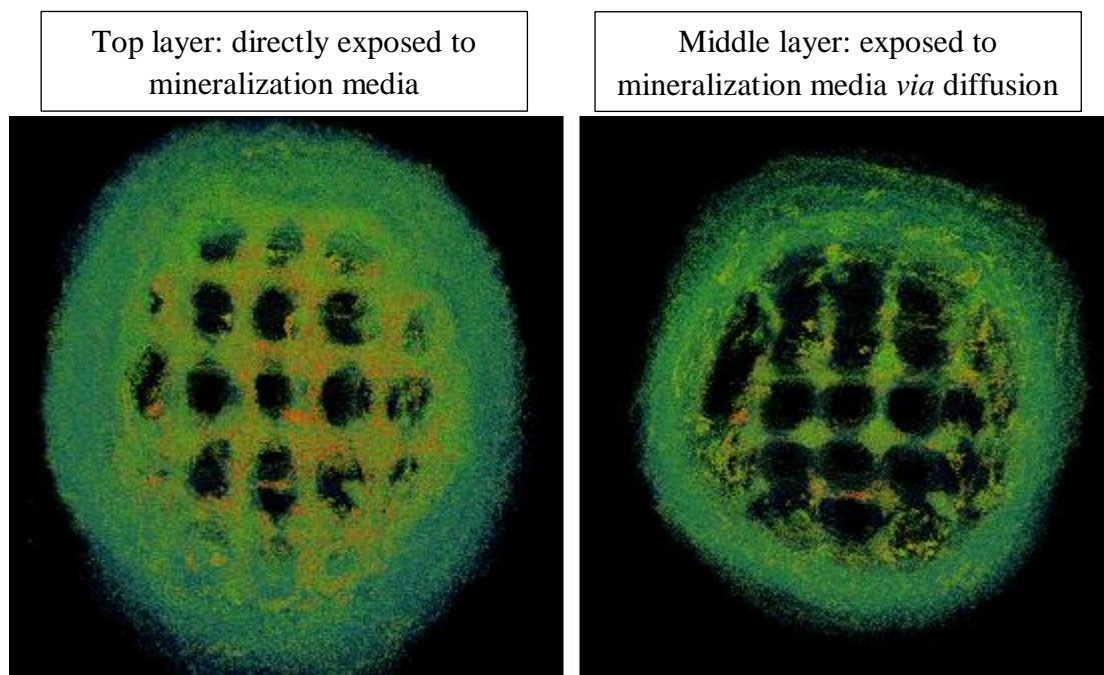 Top layer: directly exposed to
mineralization media
Middle layer: exposed to
mineralization media via diffusion